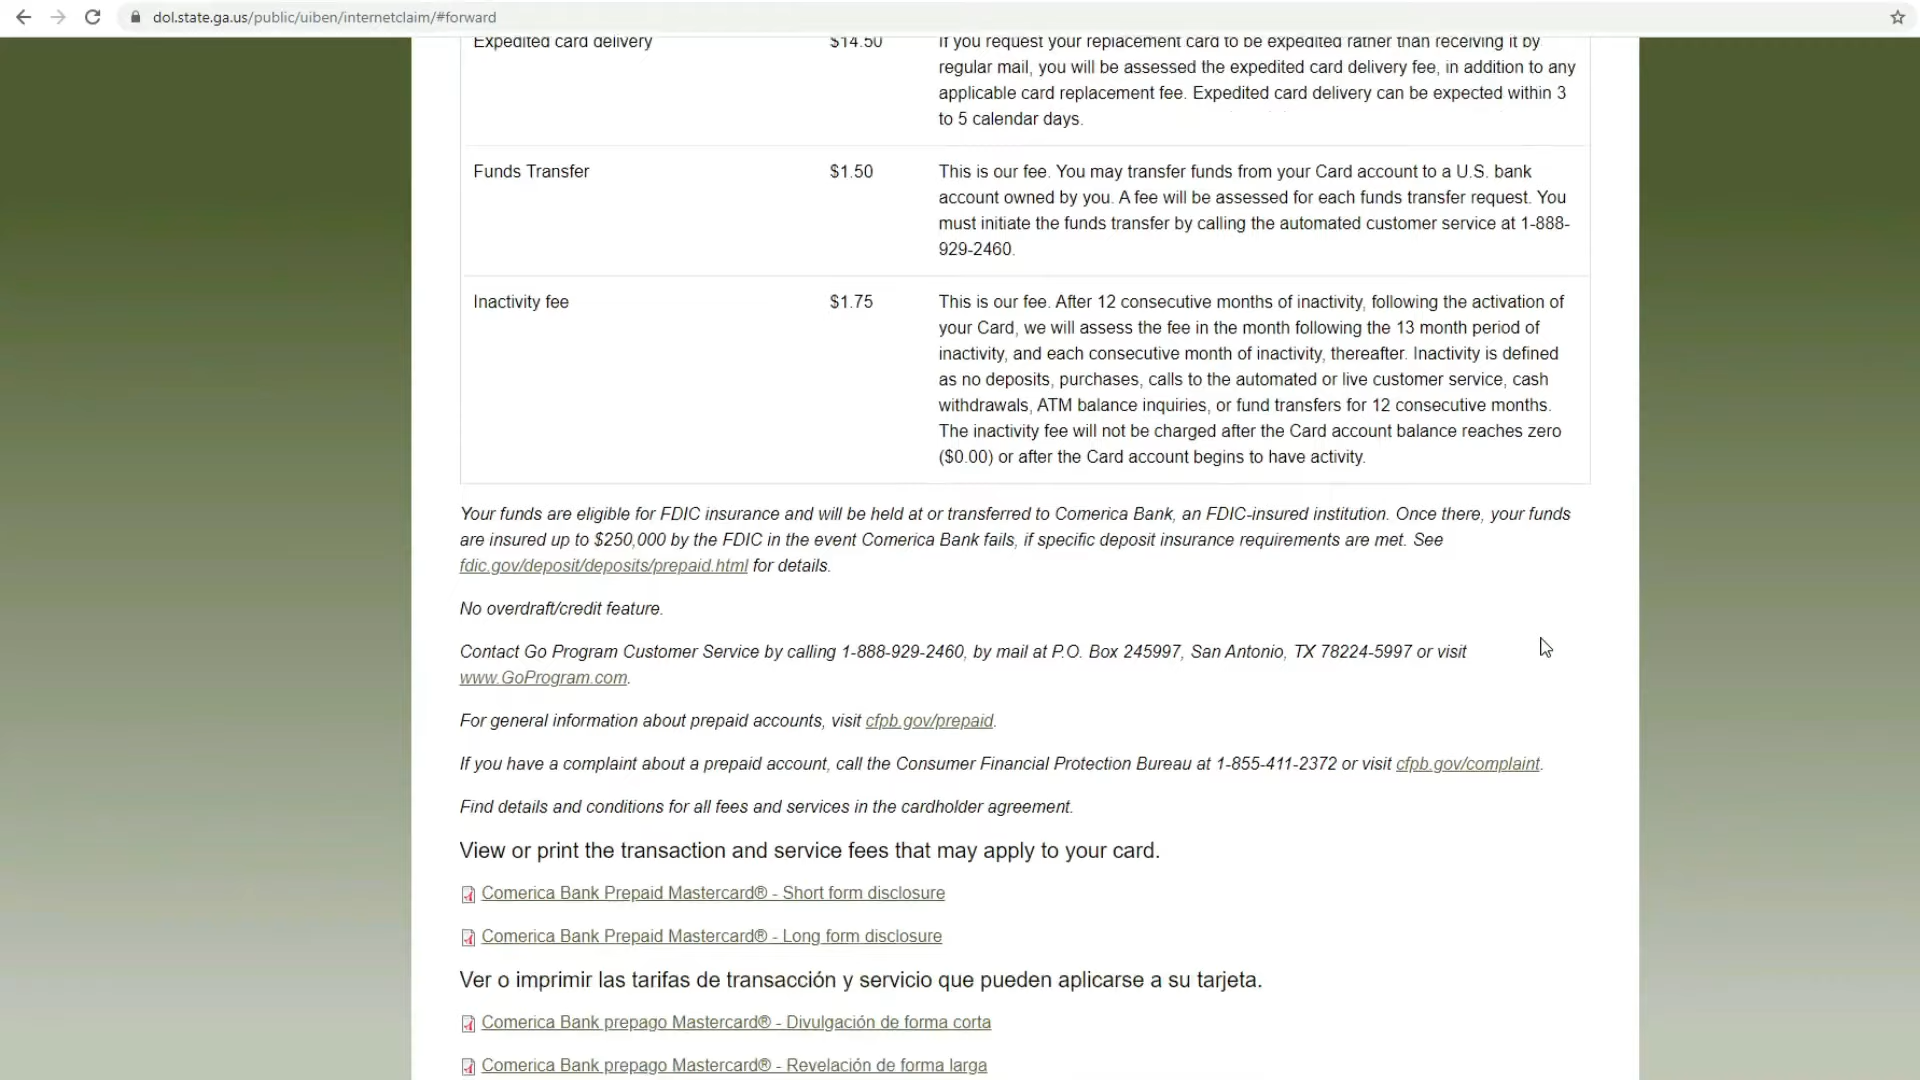 dol.state.ga.us/public/uiben/internetclaim/#forward
Expedited card delivery $14.50 If you request your replacement card to be expedited rather than receiving it by
regular mail, you will be assessed the expedited card delivery fee, in addition to any
applicable card replacement fee. Expedited card delivery can be expected within 3
to 5 calendar days.
Funds Transfer $1.50 This is our fee. You may transfer funds from your Card account to a U.S. bank
account owned by you. A fee will be assessed for each funds transfer request. You
must initiate the funds transfer by calling the automated customer service at 1-888-
929-2460.
Inactivity fee $1.75 This is our fee. After 12 consecutive months of inactivity, following the activation of
your Card, we will assess the fee in the month following the 13 month period of
inactivity, and each consecutive month of inactivity, thereafter. Inactivity is defined
as no deposits, purchases, calls to the automated or live customer service, cash
withdrawals, ATM balance inquiries, or fund transfers for 12 consecutive months.
The inactivity fee will not be charged after the Card account balance reaches zero
($0.00) or after the Card account begins to have activity.
Your funds are eligible for FDIC insurance and will be held at or transferred to Comerica Bank, an FDIC-insured institution. Once there, your funds
are insured up to $250,000 by the FDIC in the event Comerica Bank fails, if specific deposit insurance requirements are met. See
fdic.gov/deposit/deposits/prepaid.html for details.
No overdraft/credit feature.
Contact Go Program Customer Service by calling 1-888-929-2460, by mail at P.O. Box 245997, San Antonio, TX 78224-5997 or visit
www.GoProgram.com.
For general information about prepaid accounts, visit cfpb.gov/prepaid.
If you have a complaint about a prepaid account, call the Consumer Financial Protection Bureau at 1-855-411-2372 or visit cfpb.gov/complaint.
Find details and conditions for all fees and services in the cardholder agreement.
View or print the transaction and service fees that may apply to your card.
Comerica Bank Prepaid Mastercard® - Short form disclosure
Comerica Bank Prepaid Mastercard® - Long form disclosure
Ver o imprimir las tarifas de transacción y servicio que pueden aplicarse a su tarjeta.
Comerica Bank prepago Mastercard® - Divulgación de forma corta
Comerica Bank prepago Mastercard® - Revelación de forma larga